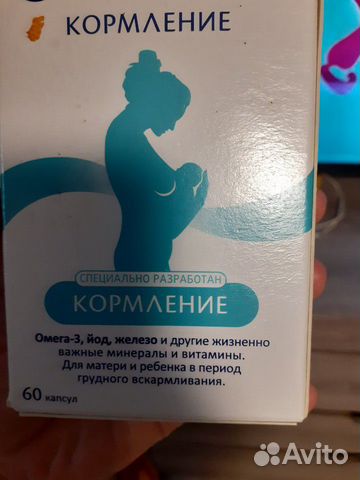 КОРМЛЕНИЕ
СПЕЦИАЛЬНО РАЗРАБОТАН
КОРМЛЕНИЕ
Омега-3, йод, железо и другие жизненно
важные минералы и витамины.
Для матери и ребенка в период
грудного вскармливания.
60 капсул
Avito